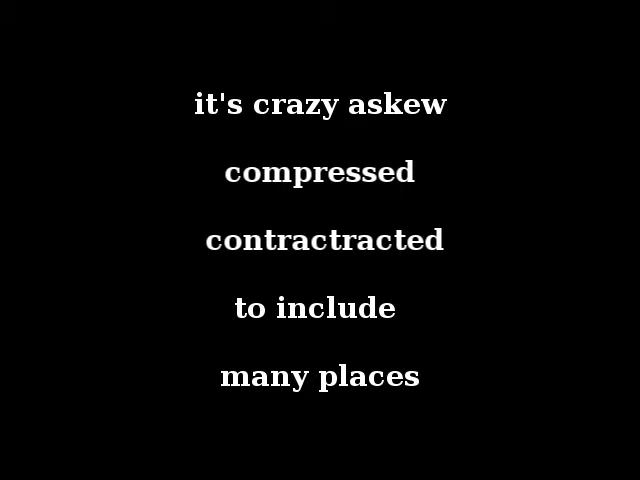 it's crazy askew
compressed
contractracted
to include
many places